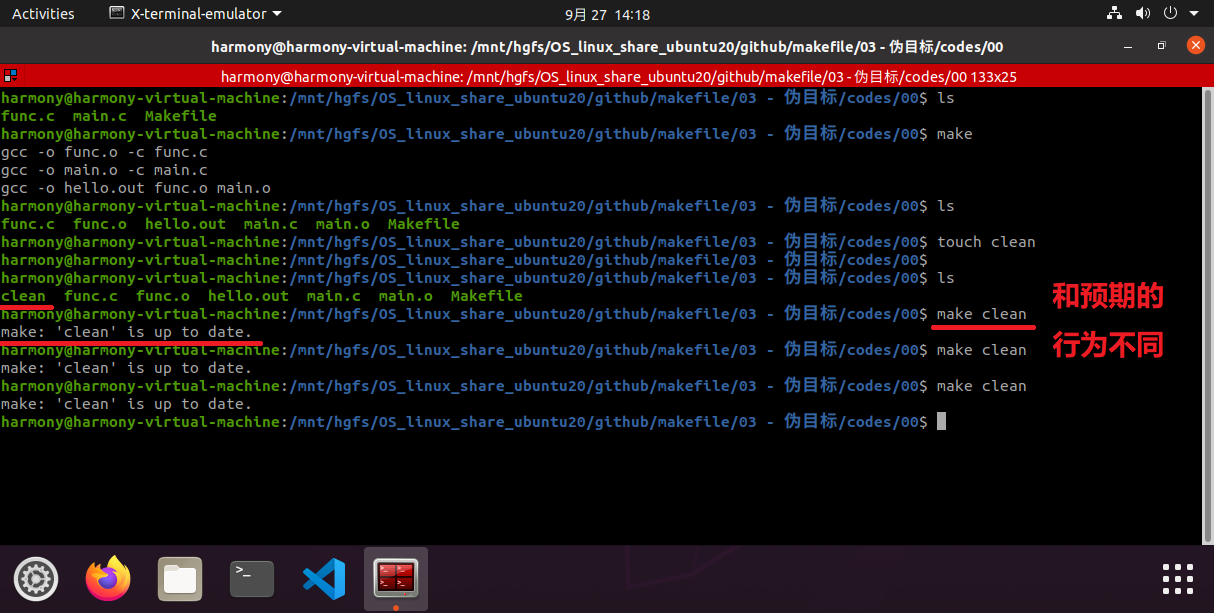 Activities
X-terminal-emulator
9月 27 14:18
harmony@harmony-virtual-machine: /mnt/hgfs/OS_linux_share_ubuntu20/github/makefile/03 - 伪目标/codes/00
harmony@harmony-virtual-machine: /mnt/hgfs/OS_linux_share_ubuntu20/github/makefile/03 - 伪目标/codes/00 133x25
harmony@harmony-virtual-machine:/mnt/hgfs/OS_linux_share_ubuntu20/github/makefile/03 - 伪目标/codes/00$ ls
func.c  main.c  Makefile
harmony@harmony-virtual-machine:/mnt/hgfs/OS_linux_share_ubuntu20/github/makefile/03 - 伪目标/codes/00$ make
gcc -o func.o -c func.c
gcc -o main.o -c main.c
gcc -o hello.out func.o main.o
harmony@harmony-virtual-machine:/mnt/hgfs/OS_linux_share_ubuntu20/github/makefile/03 - 伪目标/codes/00$ ls
func.c  func.o  hello.out  main.c  main.o  Makefile
harmony@harmony-virtual-machine:/mnt/hgfs/OS_linux_share_ubuntu20/github/makefile/03 - 伪目标/codes/00$ touch clean
harmony@harmony-virtual-machine:/mnt/hgfs/OS_linux_share_ubuntu20/github/makefile/03 - 伪目标/codes/00$
harmony@harmony-virtual-machine:/mnt/hgfs/OS_linux_share_ubuntu20/github/makefile/03 - 伪目标/codes/00$ ls
clean  func.c  func.o  hello.out  main.c  main.o  Makefile
harmony@harmony-virtual-machine:/mnt/hgfs/OS_linux_share_ubuntu20/github/makefile/03 - 伪目标/codes/00$ make clean
make: 'clean' is up to date.
harmony@harmony-virtual-machine:/mnt/hgfs/OS_linux_share_ubuntu20/github/makefile/03 - 伪目标/codes/00$ make clean
make: 'clean' is up to date.
harmony@harmony-virtual-machine:/mnt/hgfs/OS_linux_share_ubuntu20/github/makefile/03 - 伪目标/codes/00$ make clean
make: 'clean' is up to date.
harmony@harmony-virtual-machine:/mnt/hgfs/OS_linux_share_ubuntu20/github/makefile/03 - 伪目标/codes/00$
和预期的
行为不同